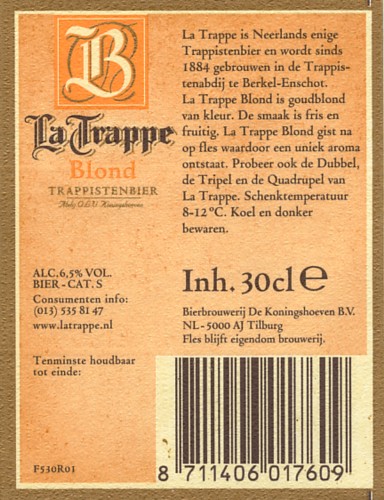 B
La Trappe
Blond
TRAPPISTENBIER
La Trappe is Neerlands enige
Trappistenbier en wordt sinds
1884 gebrouwen in de Trappis-
tenabdij te Berkel-Enschot.
La Trappe Blond is goudblond
van kleur. De smaak is fris en
fruitig. La Trappe Blond gist na
op fles waardoor een uniek aroma
ontstaat. Probeer ook de Dubbel,
de Tripel en de Quadrupel van
La Trappe. Schenktemperatuur
8-12 °C. Koel en donker
bewaren.
ALC. 6,5% VOL.
BIER - CAT. S
Consumenten info:
(013) 535 81 47
www.latrappe.nl
Inh. 30cl e
Bierbrouwerij De Koningshoeven B.V.
NL - 5000 AJ Tilburg
Fles blijft eigendom brouwerij.
Tenminste houdbaar
tot einde:
F530R01
8 711406 017609